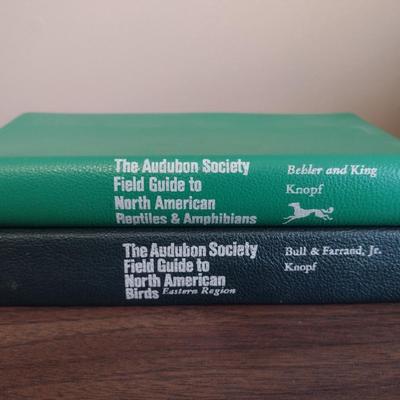 The Audubon Society
Field Guide to
North American
Reptiles & Amphibians
Behler and King
Knopf
The Audubon Society
Field Guide to
North American
Birds Eastern Region
Bull & Farrand, Jr.
Knopf